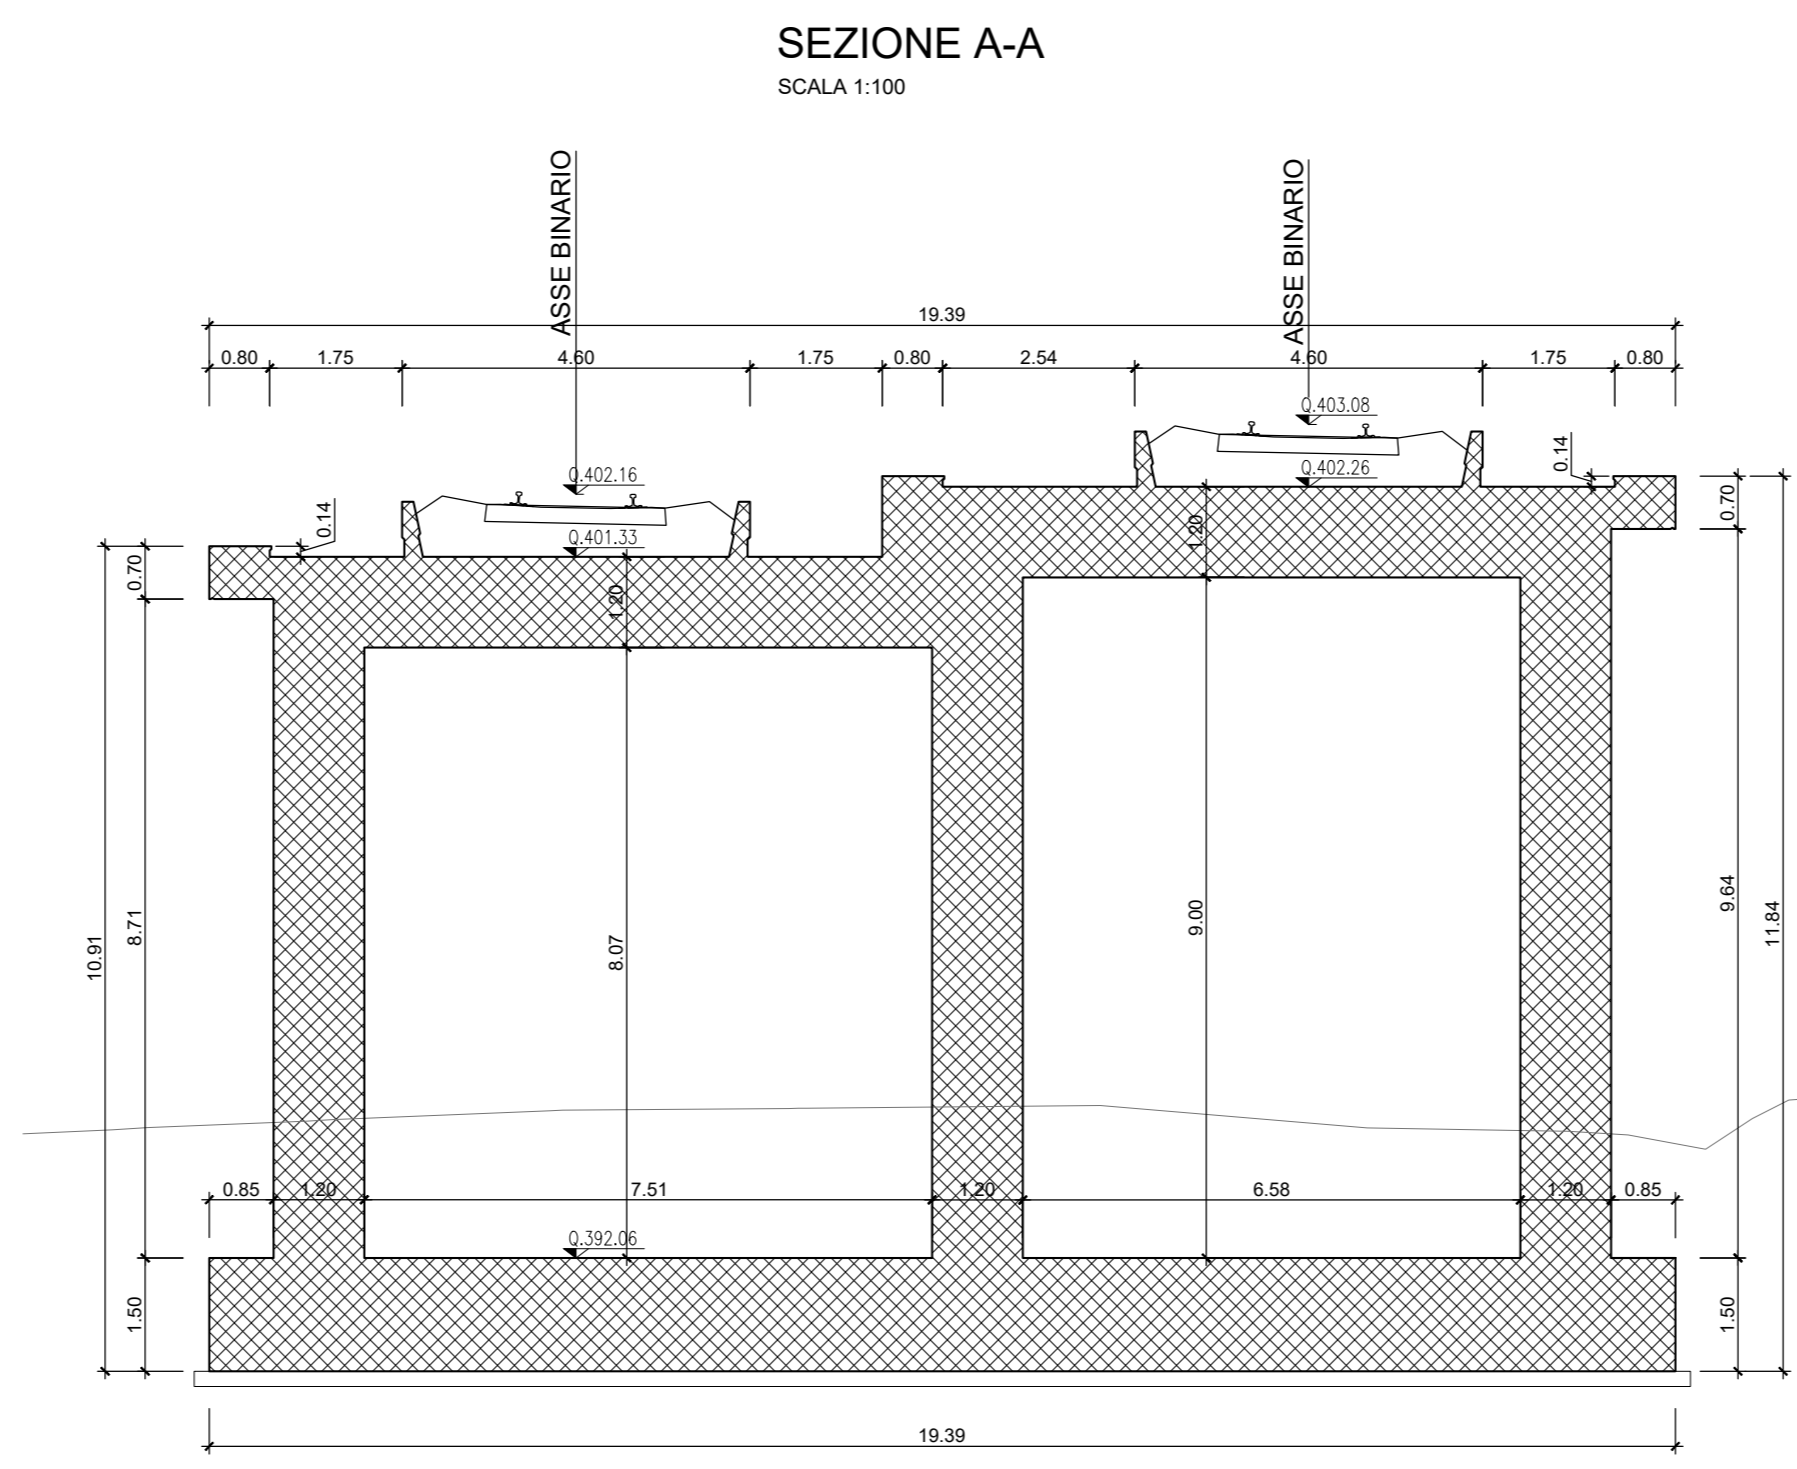 SEZIONE A-A
SCALA 1:100
ASSE BINARIO
ASSE BINARIO
19.39
0.80 1.75 4.60 1.75 0.80 2.54 4.60 1.75 0.80
Q.403.08
Q.402.16
Q.402.26
0.14
0.14
0.70
1.20
Q.401.33
0.70
1.20
8.71
10.91
8.07
9.00
9.64
11.84
0.85 1.20 7.51 1.20 6.58 1.20 0.85
Q.392.06
1.50
1.50
19.39